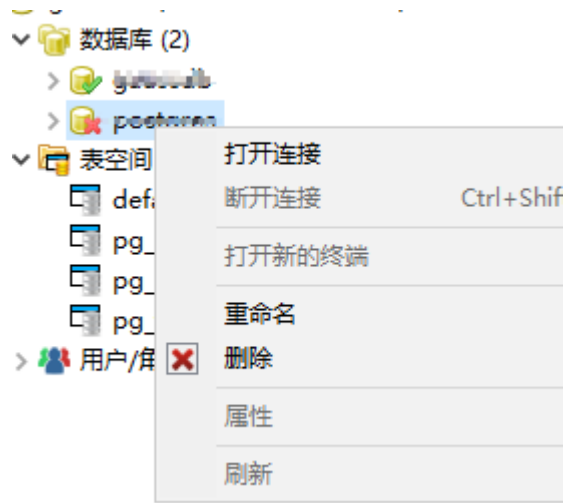 数据库 (2)
postgres
打开连接
表空间
断开连接 Ctrl+Shif
defa
打开新的终端
pg_
pg_
重命名
pg_
用户/角
删除
属性
刷新